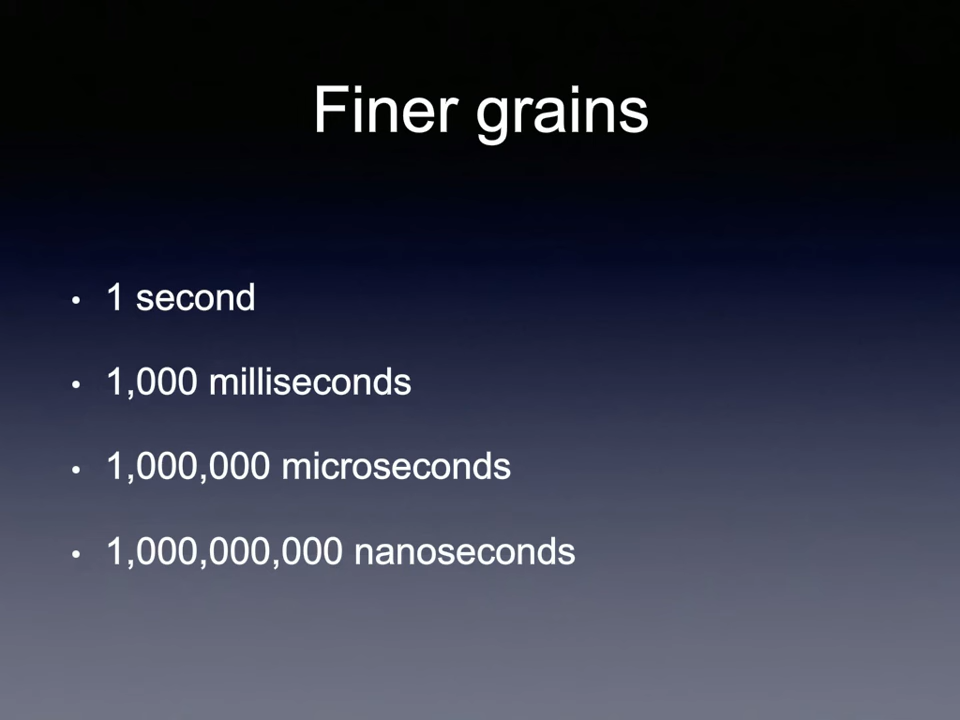 Finer grains
• 1 second
• 1,000 milliseconds
• 1,000,000 microseconds
• 1,000,000,000 nanoseconds